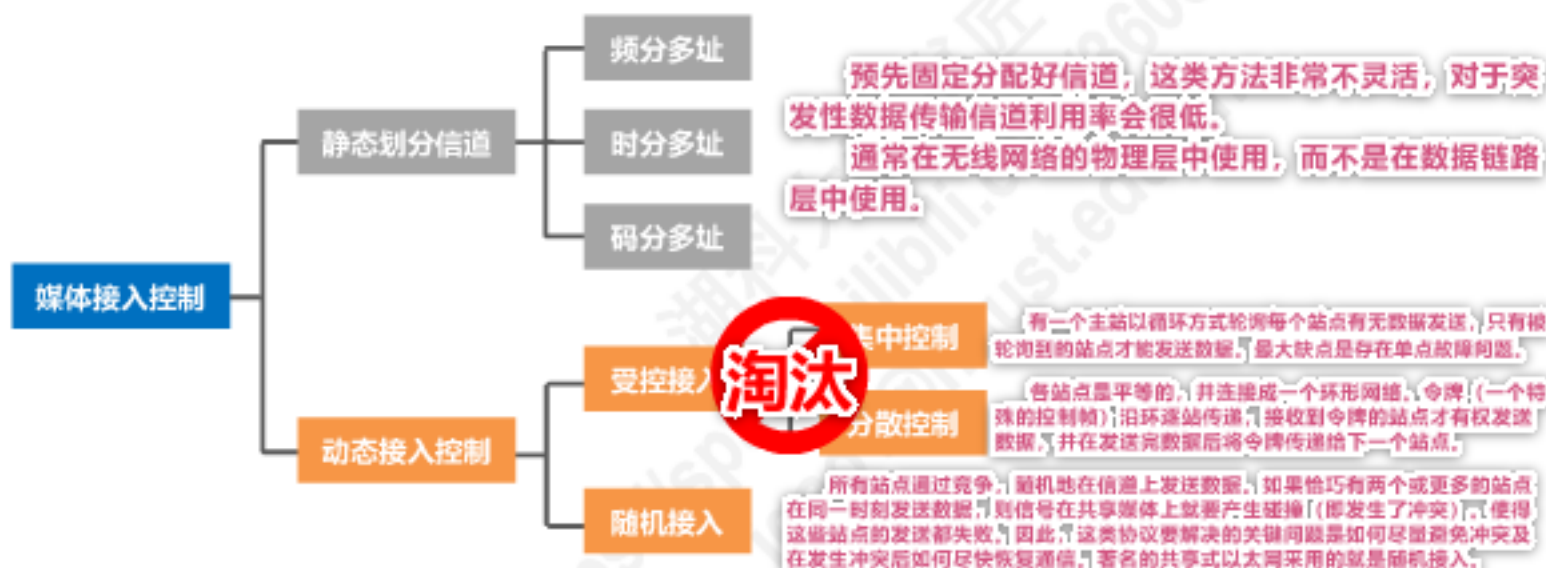 频分多址
预先固定分配好信道，这类方法非常不灵活，对于突
发性数据传输信道利用率会很低。
静态划分信道
时分多址
通常在无线网络的物理层中使用，而不是在数据链路
层中使用。
码分多址
媒体接入控制
集中控制
有一个主站以循环方式轮询每个站点有无数据发送，只有被
轮询到的站点才能发送数据。最大缺点是存在单点故障问题。
受控接入
淘汰
分散控制
各站点是平等的，并连接成一个环形网络。令牌（一个特
殊的控制帧）沿环逐站传递，接收到令牌的站点才有权发送
数据，并在发送完数据后将令牌传递给下一个站点。
动态接入控制
随机接入
所有站点通过竞争，随机地在信道上发送数据。如果恰巧有两个或更多的站点
在同一时刻发送数据，则信号在共享媒体上就要产生碰撞（即发生了冲突），使得
这些站点的发送都失败。因此，这类协议要解决的关键问题是如何尽量避免冲突及
在发生冲突后如何尽快恢复通信。著名的共享式以太网采用的就是随机接入。